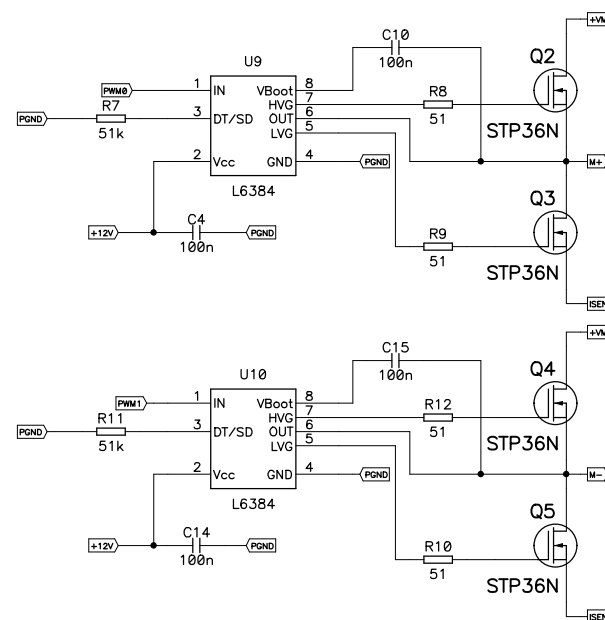 +VM
C10
100n
U9
Q2
PWM0
1
IN
VBoot
8
R7
HVG
7
R8
PGND
3
DT/SD
OUT
6
51k
LVG
5
51
STP36N
2
Vcc
GND
4
PGND
M+
L6384
Q3
C4
R9
+12V
PGND
100n
51
STP36N
ISEN
+VM
C15
100n
U10
Q4
PWM1
1
IN
VBoot
8
R11
HVG
7
R12
PGND
3
DT/SD
OUT
6
51k
LVG
5
51
STP36N
2
Vcc
GND
4
PGND
M-
L6384
Q5
C14
R10
+12V
PGND
100n
51
STP36N
ISEN